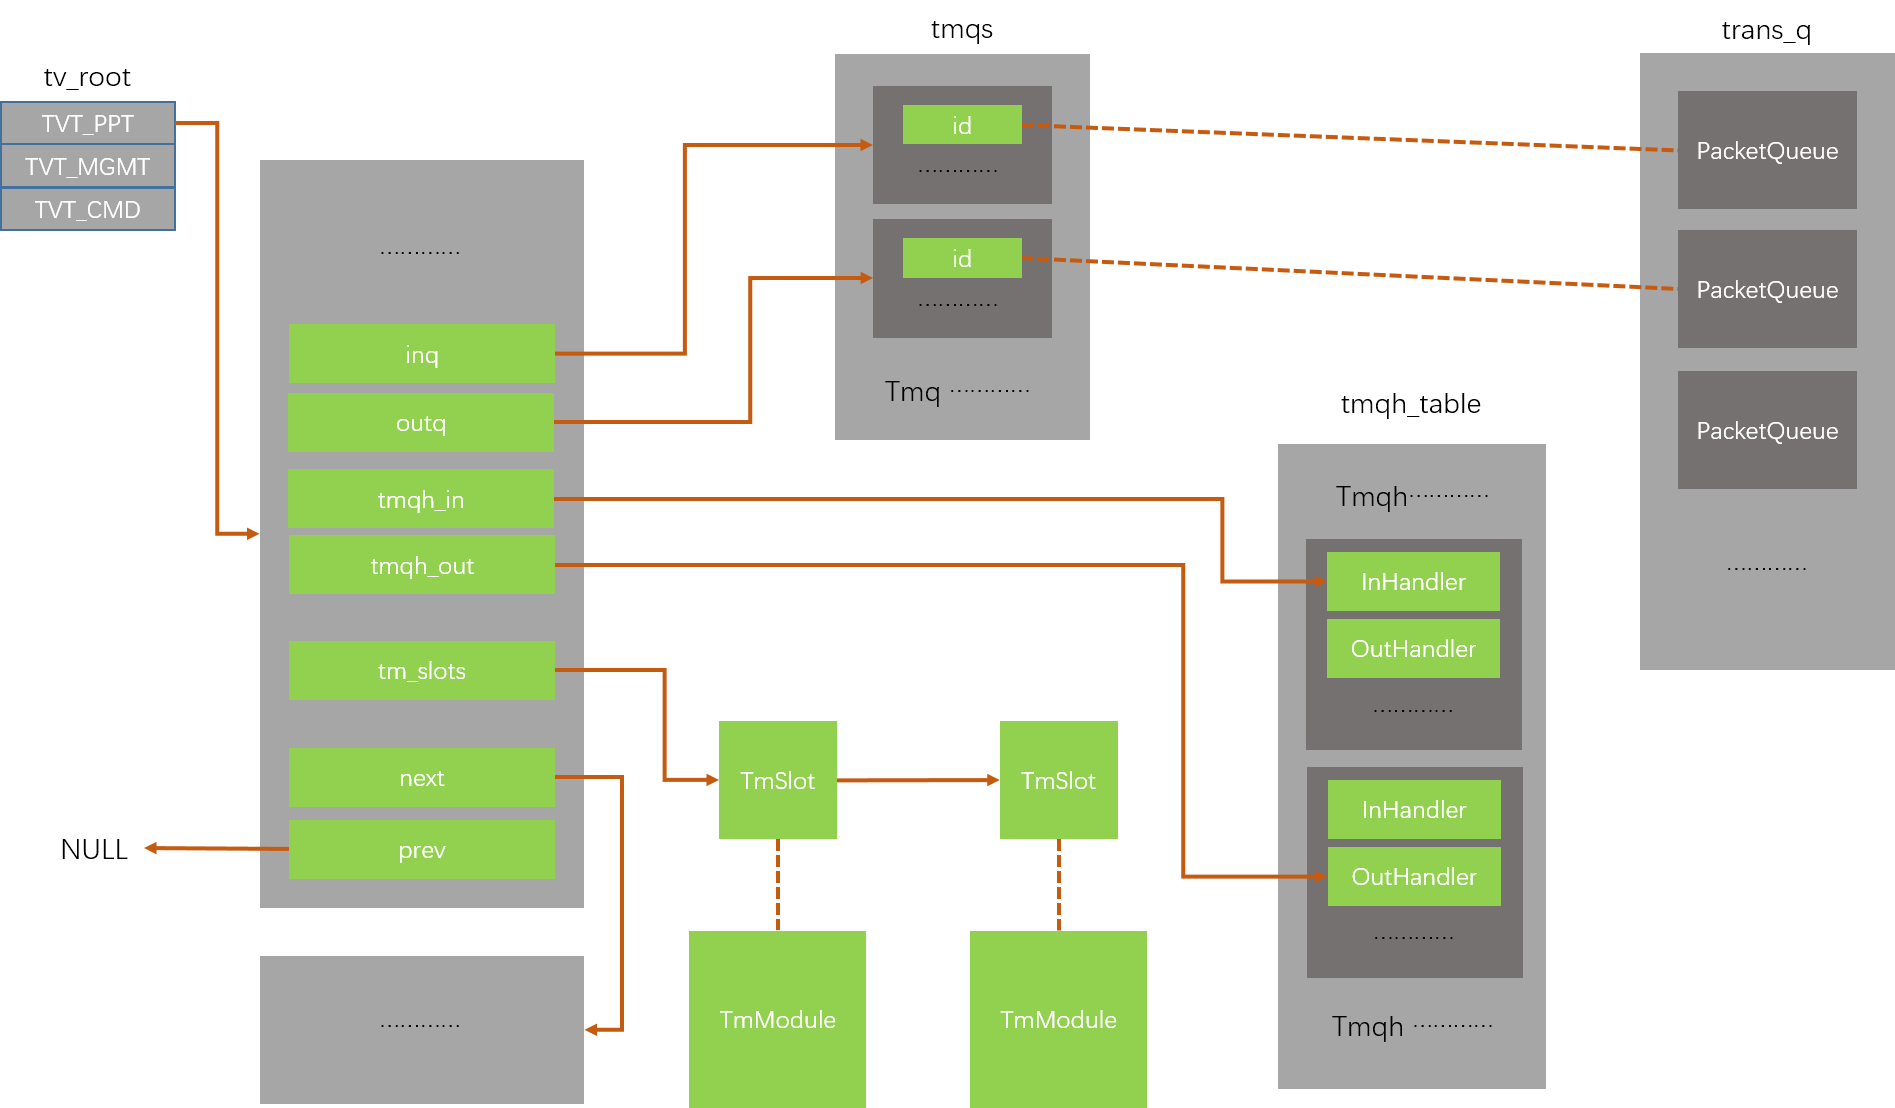 tv_root
TVT_PPT
TVT_MGMT
TVT_CMD
............
inq
outq
tmqh_in
tmqh_out
tm_slots
next
prev
NULL
............
tmqs
id
............
id
............
Tmq ............
TmSlot
TmSlot
TmModule
TmModule
tmqh_table
Tmqh............
InHandler
OutHandler
............
InHandler
OutHandler
............
Tmqh ............
trans_q
PacketQueue
PacketQueue
PacketQueue
............